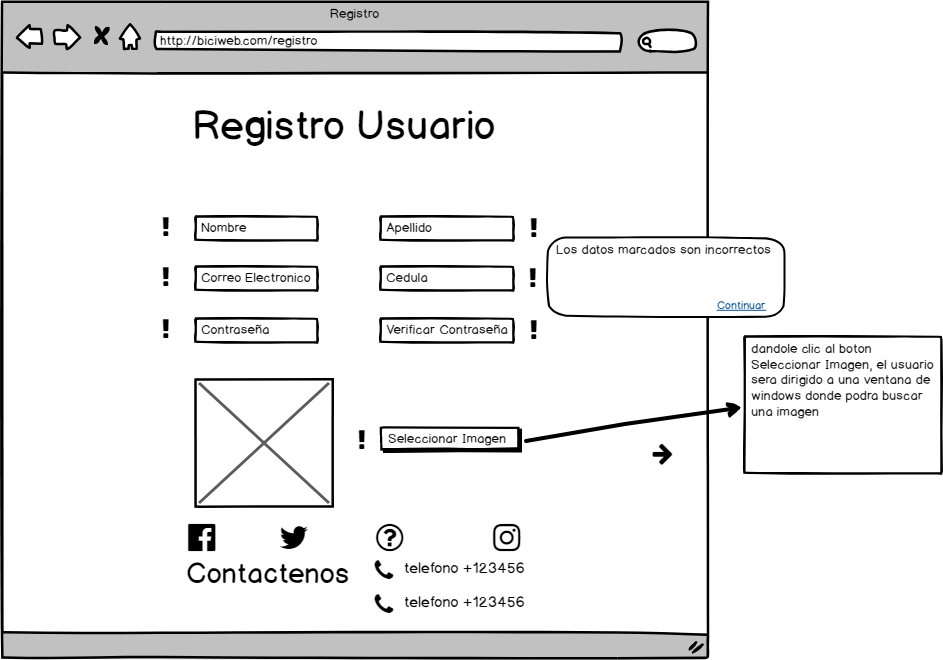 Registro
http://biciweb.com/registro
Registro Usuario
! Nombre
Apellido !
Los datos marcados son incorrectos
Continuar
! Correo Electronico
Cedula !
! Contraseña
Verificar Contraseña !
dandole clic al boton
Seleccionar Imagen, el usuario
sera dirigido a una ventana de
windows donde podra buscar
una imagen
! Seleccionar Imagen
Contactenos
telefono +123456
telefono +123456